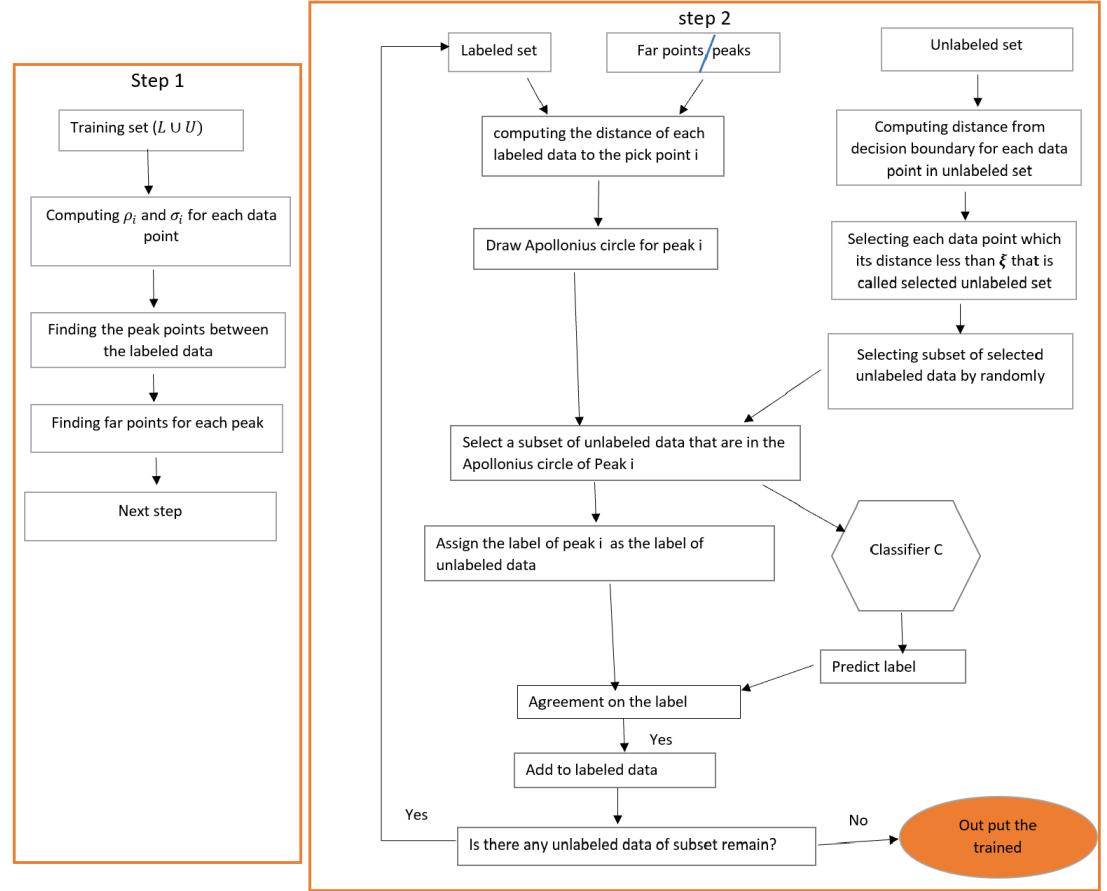 Step 1
Training set (𝐿 ∪ 𝑈)
Computing 𝜌𝑖 and 𝜎𝑖 for each data
point
Finding the peak points between
the labeled data
Finding far points for each peak
Next step
step 2
Labeled set
Far points/peaks
Unlabeled set
computing the distance of each
labeled data to the pick point i
Computing distance from
decision boundary for each data
point in unlabeled set
Draw Apollonius circle for peak i
Selecting each data point which
its distance less than 𝝃 that is
called selected unlabeled set
Selecting subset of selected
unlabeled data by randomly
Select a subset of unlabeled data that are in the
Apollonius circle of Peak i
Assign the label of peak i as the label of
unlabeled data
Classifier C
Predict label
Agreement on the label
Yes
Add to labeled data
Yes
Is there any unlabeled data of subset remain?
No
Out put the
trained